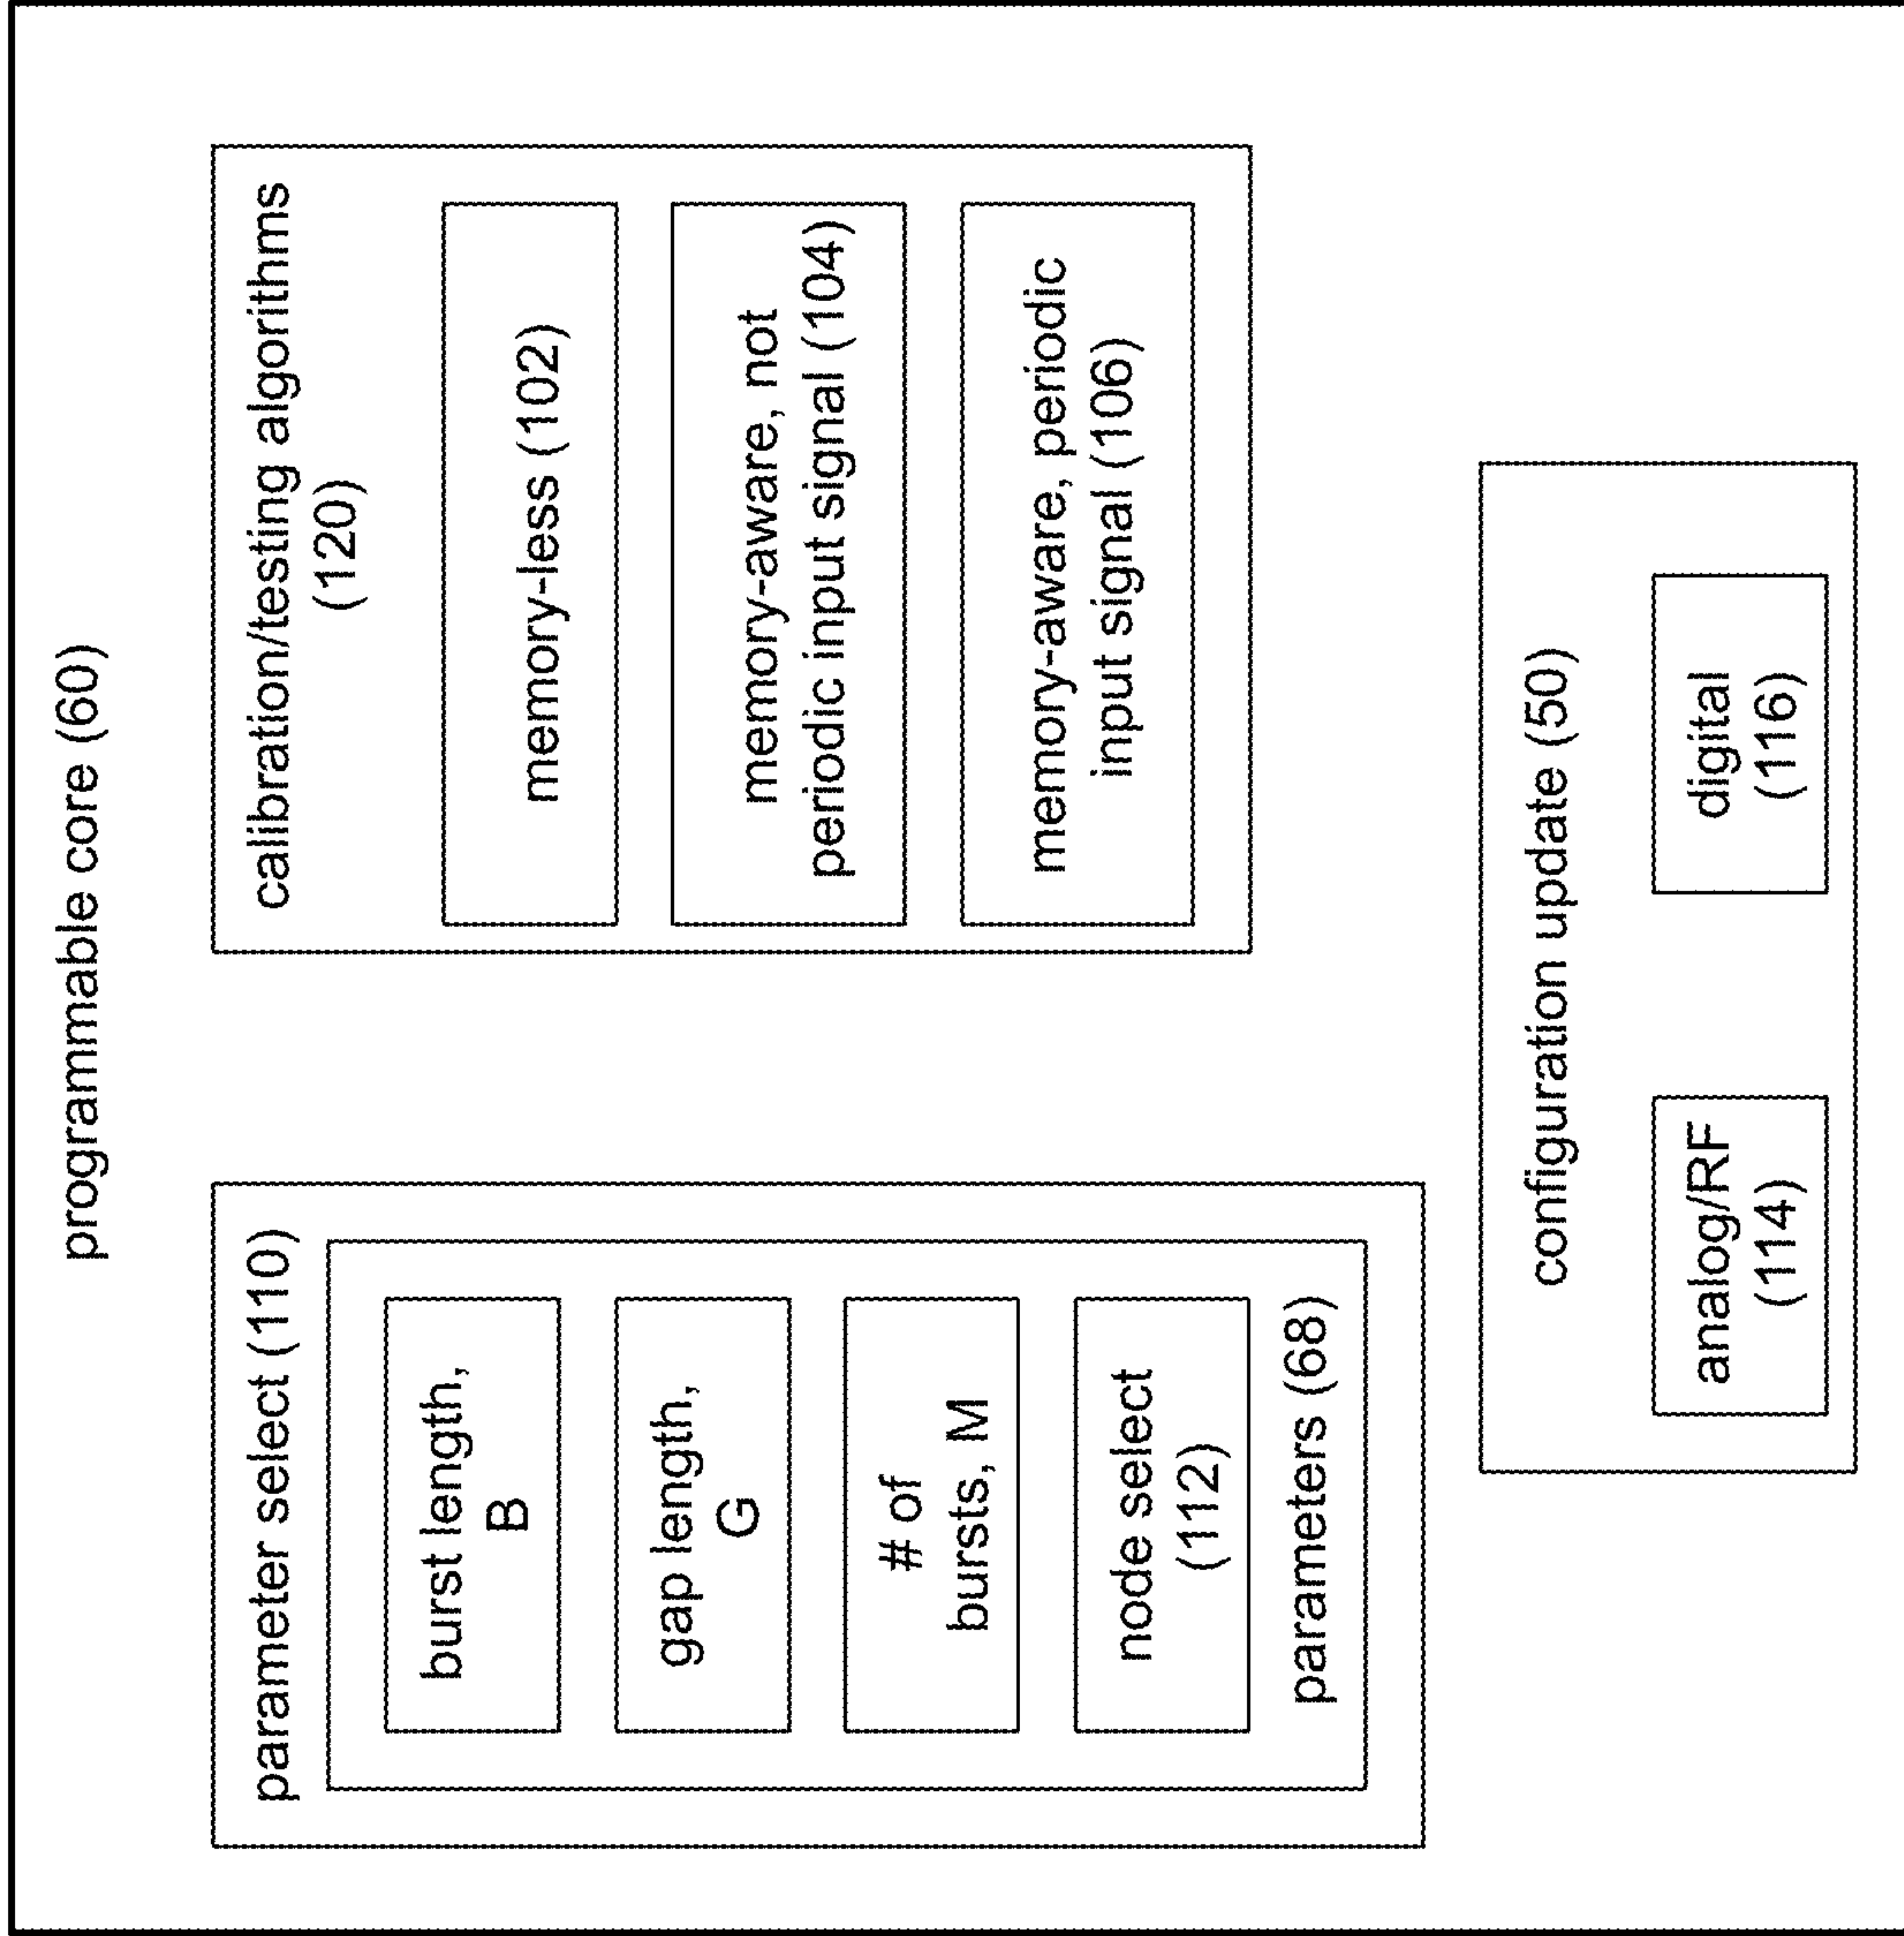 programmable core (60)
parameter select (110)
burst length,
B
gap length,
G
# of
bursts, M
node select
(112)
parameters (68)
calibration/testing algorithms
(120)
memory-less (102)
memory-aware, not
periodic input signal (104)
memory-aware, periodic
input signal (106)
configuration update (50)
analog/RF
(114)
digital
(116)